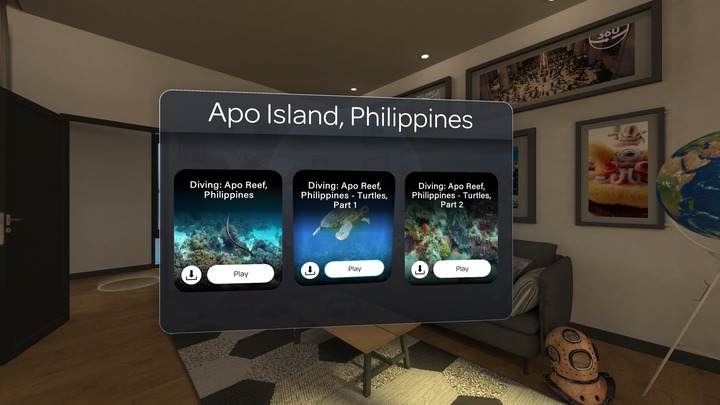 Apo Island, Philippines
Diving: Apo Reef,
Philippines
Play
Diving: Apo Reef,
Philippines - Turtles,
Part 1
Play
Diving: Apo Reef,
Philippines - Turtles,
Part 2
Play
360